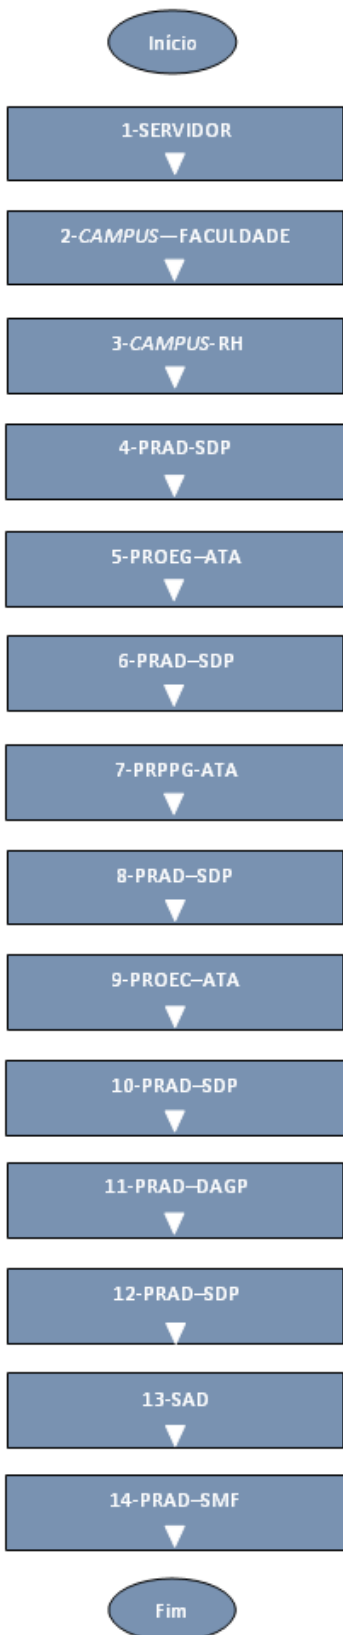 Início
1-SERVIDOR
2-CAMPUS—FACULDADE
3-CAMPUS-RH
4-PRAD-SDP
5-PROEG–ATA
6-PRAD–SDP
7-PRPPG-ATA
8-PRAD–SDP
9-PROEC–ATA
10-PRAD–SDP
11-PRAD–DAGP
12-PRAD–SDP
13-SAD
14-PRAD–SMF
Fim